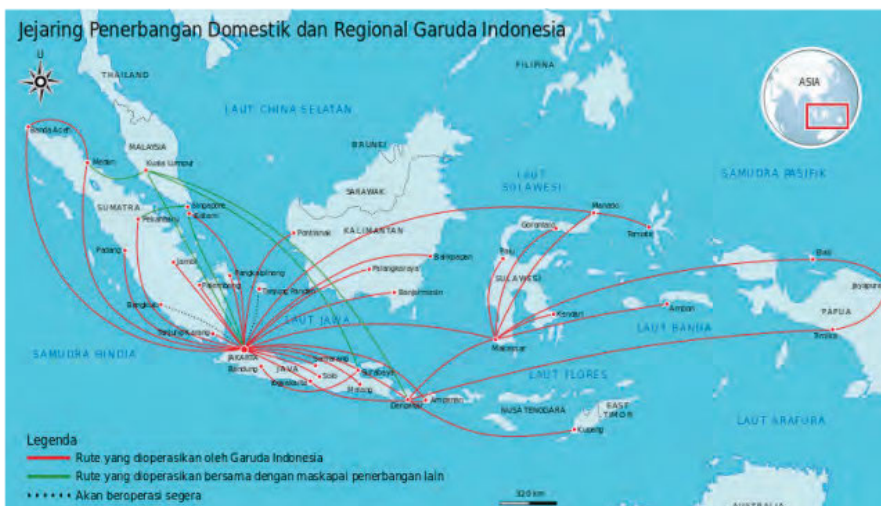 Jejaring Penerbangan Domestik dan Regional Garuda Indonesia
U
THAILAND
FILIPINA
ASIA
LAUT CHINA SELATAN
Banda Aceh
MALAYSIA
BRUNEI
Medan
Kuala Lumpur
LAUT
SULAWESI
SAMUDRA PASIFIK
SARAWAK
SUMATRA
Singapore
Batam
Pekanbaru
Manado
KALIMANTAN
Gorontalo
Ternate
Pontianak
Padang
Balikpapan
Palu
Biak
Jambi
Pangkalpinang
Palangkaraya
SULAWESI
Jayapura
Palembang
Tanjung Pandan
Banjarmasin
Bengkulu
Ambon
PAPUA
Kendari
LAUT JAWA
LAUT BANDA
Tanjung Karang
Timika
Makassar
SAMUDRA HINDIA
JAKARTA
Semarang
Bandung
JAVA
Surabaya
LAUT FLORES
Solo
Yogyakarta
Malang
Denpasar
Ampenan
NUSA TENGGARA
EAST
TIMOR
LAUT ARAFURA
Kupang
Legenda
Rute yang dioperasikan oleh Garuda Indonesia
Rute yang dioperasikan bersama dengan maskapai penerbangan lain
Akan beroperasi segera
320 km
AUSTRALIA